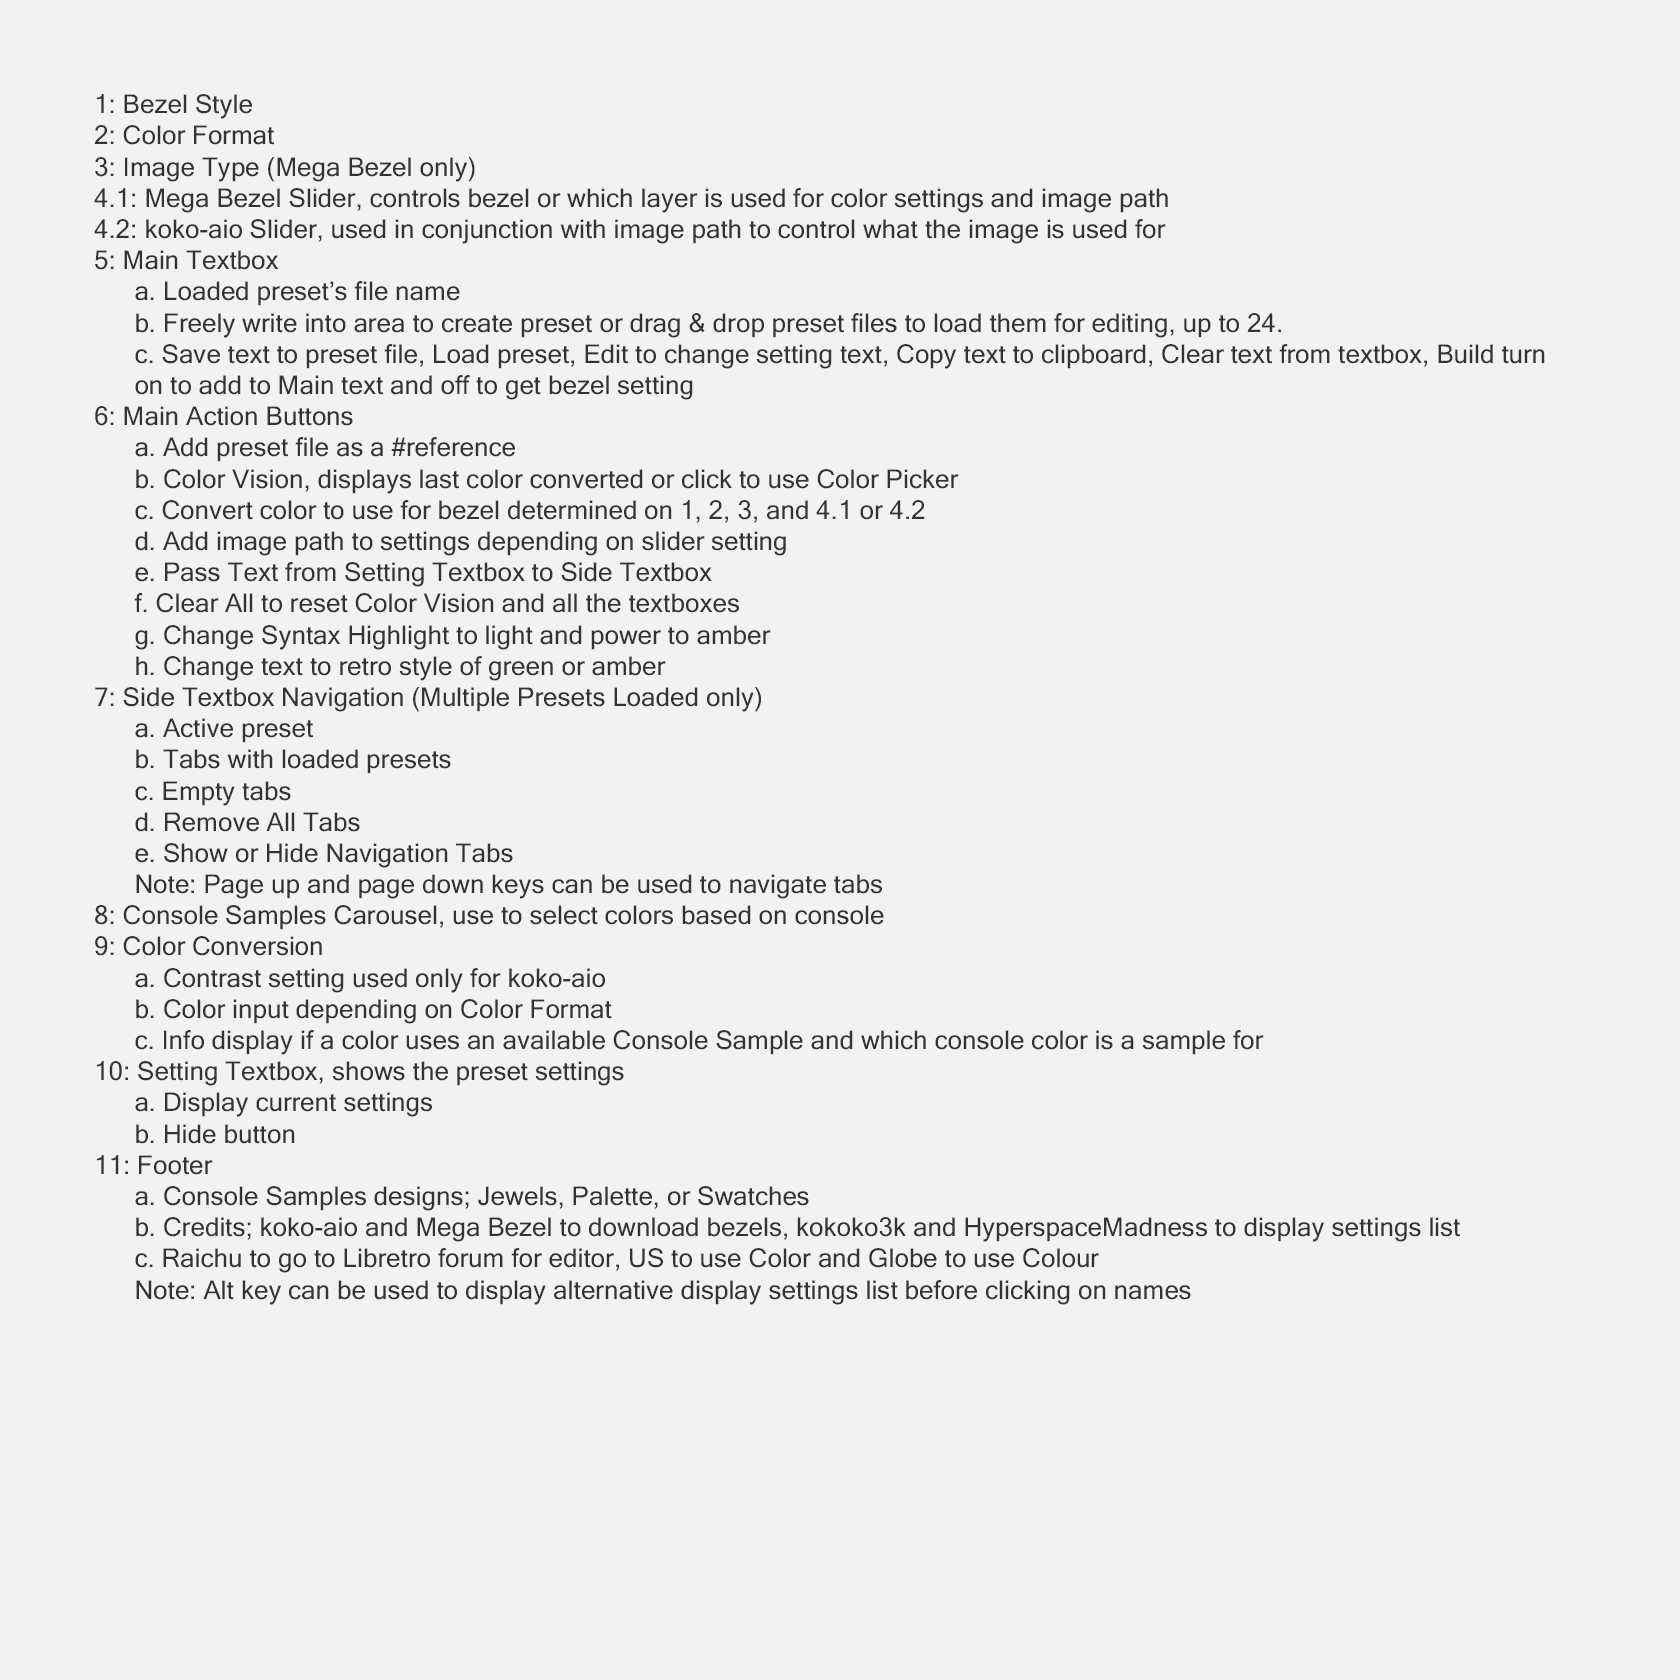 1: Bezel Style
2: Color Format
3: Image Type (Mega Bezel only)
4.1: Mega Bezel Slider, controls bezel or which layer is used for color settings and image path
4.2: koko-aio Slider, used in conjunction with image path to control what the image is used for
5: Main Textbox
a. Loaded preset’s file name
b. Freely write into area to create preset or drag & drop preset files to load them for editing, up to 24.
c. Save text to preset file, Load preset, Edit to change setting text, Copy text to clipboard, Clear text from textbox, Build turn
on to add to Main text and off to get bezel setting
6: Main Action Buttons
a. Add preset file as a #reference
b. Color Vision, displays last color converted or click to use Color Picker
c. Convert color to use for bezel determined on 1, 2, 3, and 4.1 or 4.2
d. Add image path to settings depending on slider setting
e. Pass Text from Setting Textbox to Side Textbox
f. Clear All to reset Color Vision and all the textboxes
g. Change Syntax Highlight to light and power to amber
h. Change text to retro style of green or amber
7: Side Textbox Navigation (Multiple Presets Loaded only)
a. Active preset
b. Tabs with loaded presets
c. Empty tabs
d. Remove All Tabs
e. Show or Hide Navigation Tabs
Note: Page up and page down keys can be used to navigate tabs
8: Console Samples Carousel, use to select colors based on console
9: Color Conversion
a. Contrast setting used only for koko-aio
b. Color input depending on Color Format
c. Info display if a color uses an available Console Sample and which console color is a sample for
10: Setting Textbox, shows the preset settings
a. Display current settings
b. Hide button
11: Footer
a. Console Samples designs; Jewels, Palette, or Swatches
b. Credits; koko-aio and Mega Bezel to download bezels, kokoko3k and HyperspaceMadness to display settings list
c. Raichu to go to Libretro forum for editor, US to use Color and Globe to use Colour
Note: Alt key can be used to display alternative display settings list before clicking on names